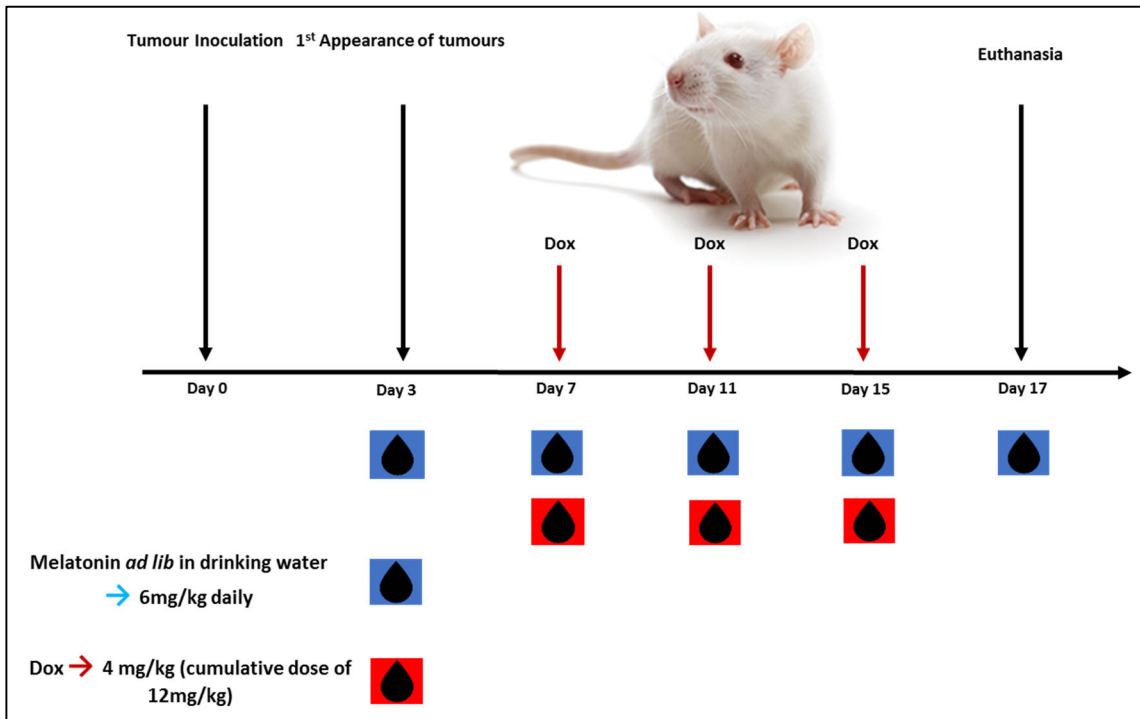 Tumour Inoculation 1st Appearance of tumours
Euthanasia
Dox Dox Dox
Day 0 Day 3 Day 7 Day 11 Day 15 Day 17
Melatonin ad lib in drinking water
→ 6mg/kg daily
Dox → 4 mg/kg (cumulative dose of
12mg/kg)